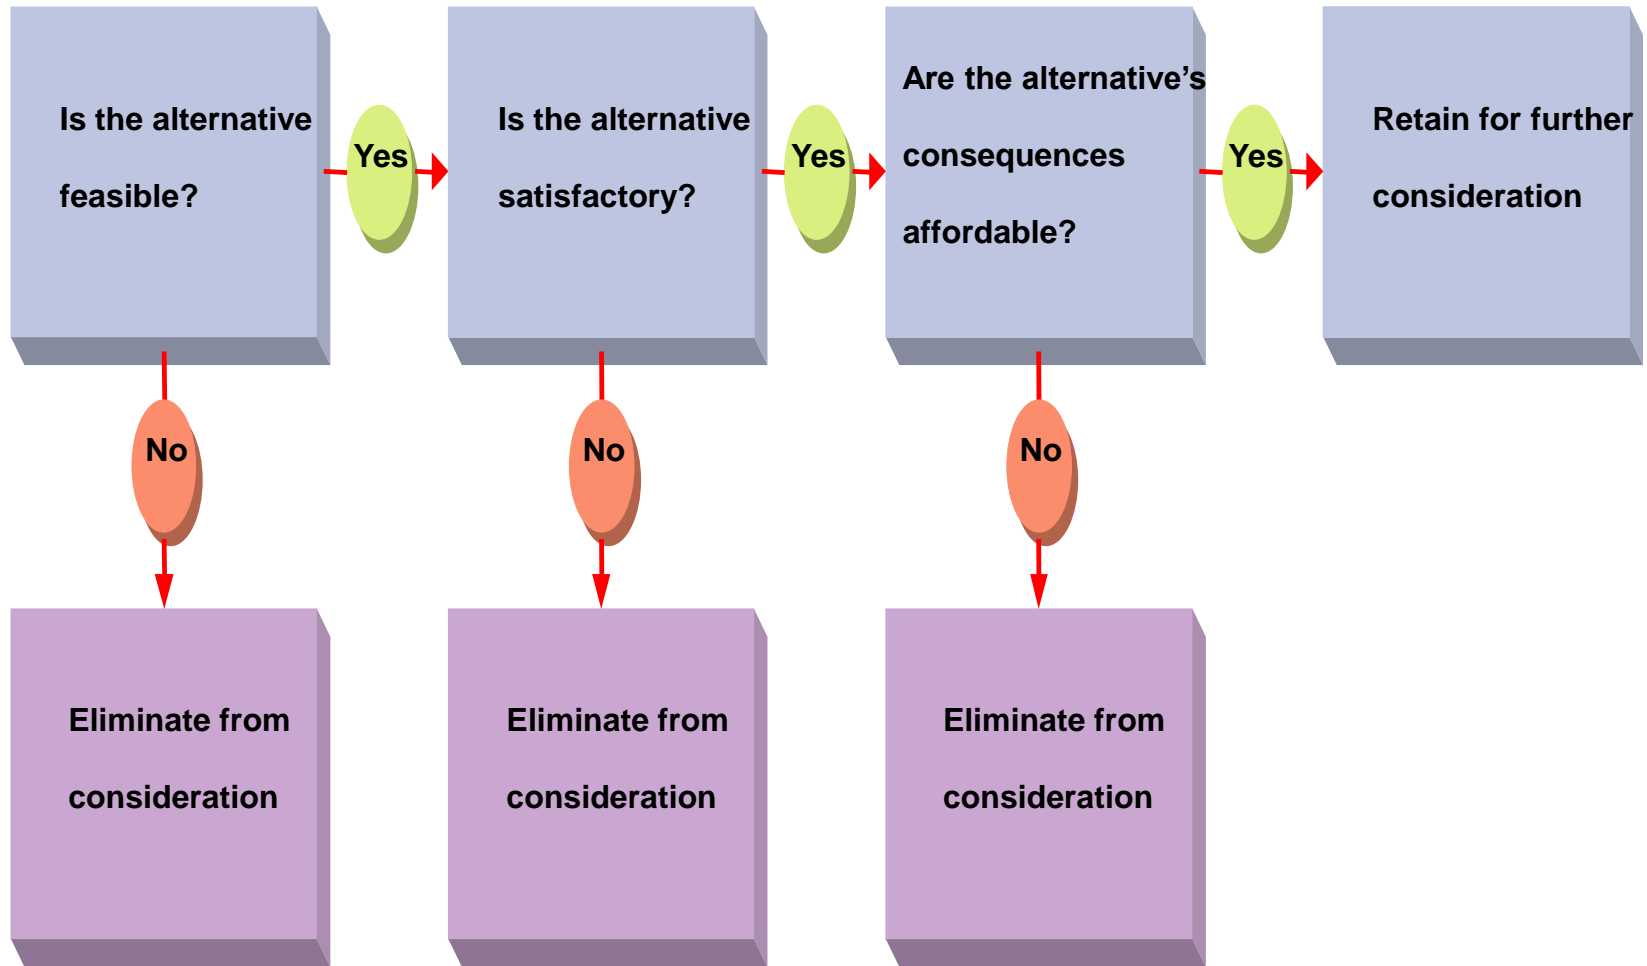 Is the alternative
feasible?
Yes
Is the alternative
satisfactory?
Yes
Are the alternative’s
consequences
affordable?
Yes
Retain for further
consideration
No
No
No
Eliminate from
consideration
Eliminate from
consideration
Eliminate from
consideration